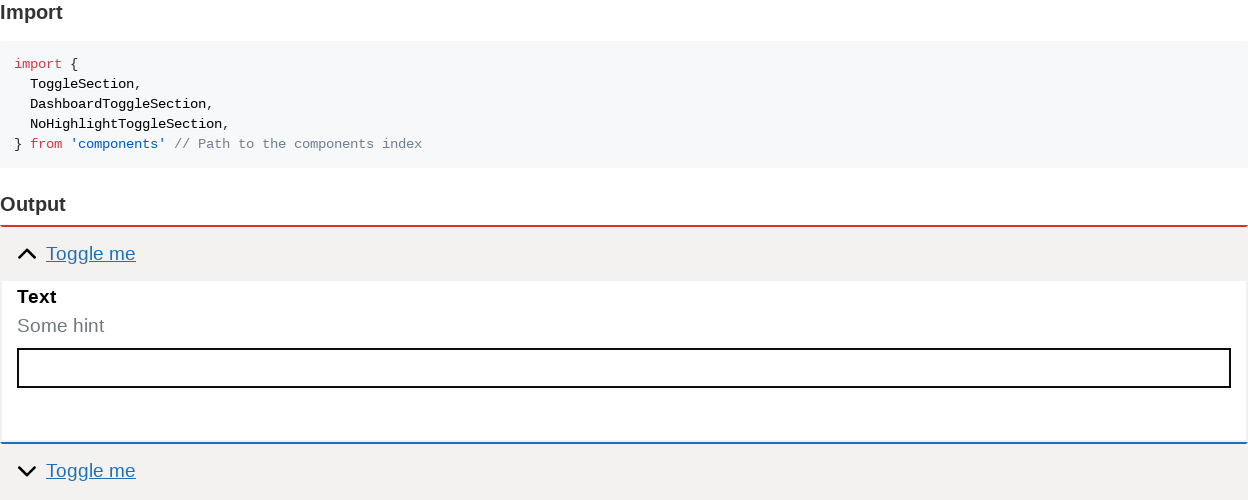 Import
import {
  ToggleSection,
  DashboardToggleSection,
  NoHighlightToggleSection,
} from 'components' // Path to the components index
Output
Toggle me
Text
Some hint
Toggle me